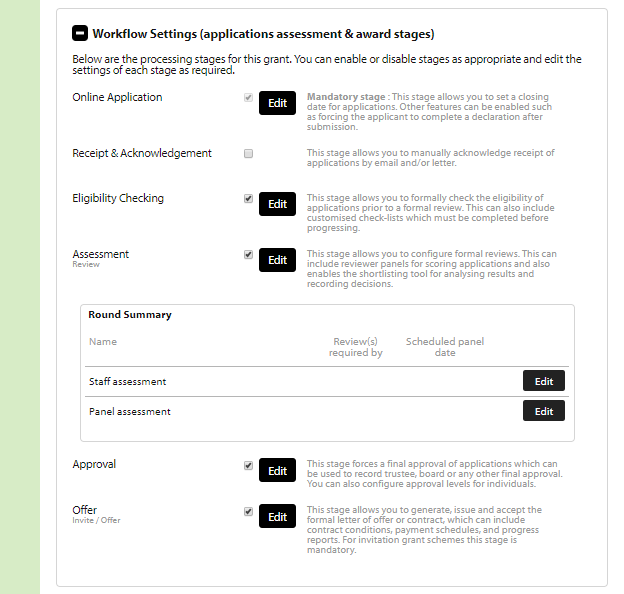 Workflow Settings (applications assessment & award stages)
Below are the processing stages for this grant. You can enable or disable stages as appropriate and edit the
settings of each stage as required.
Online Application
Edit
Mandatory stage : This stage allows you to set a closing
date for applications. Other features can be enabled such
as forcing the applicant to complete a declaration after
submission.
Receipt & Acknowledgement
This stage allows you to manually acknowledge receipt of
applications by email and/or letter.
Eligibility Checking
Edit
This stage allows you to formally check the eligibility of
applications prior to a formal review. This can also include
customised check-lists which must be completed before
progressing.
Assessment
Review
Edit
This stage allows you to configure formal reviews. This can
include reviewer panels for scoring applications and also
enables the shortlisting tool for analysing results and
recording decisions.
Round Summary
Name
Review(s)
required by
Scheduled panel
date
Staff assessment
Edit
Panel assessment
Edit
Approval
Edit
This stage forces a final approval of applications which can
be used to record trustee, board or any other final approval.
You can also configure approval levels for individuals.
Offer
Invite / Offer
Edit
This stage allows you to generate, issue and accept the
formal letter of offer or contract, which can include
contract conditions, payment schedules, and progress
reports. For invitation grant schemes this stage is
mandatory.